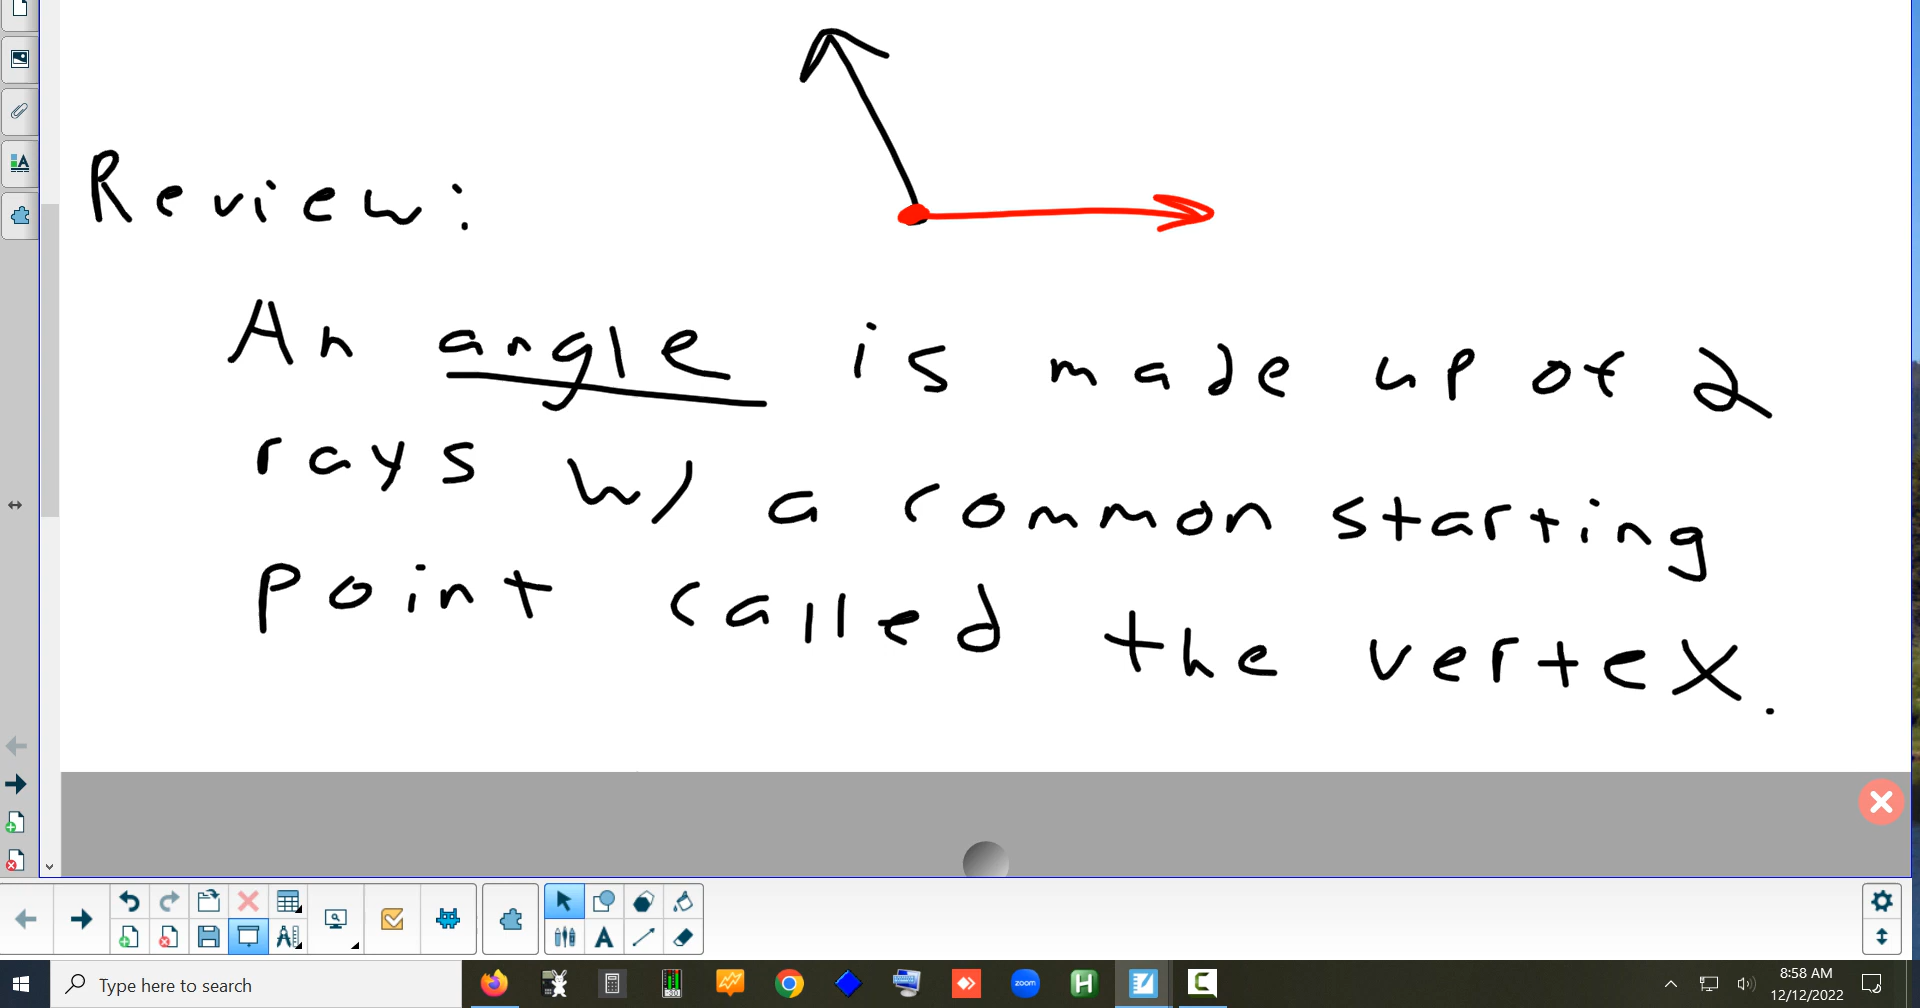 Review:
An angle is made up of 2
rays w/ a common starting
point called the vertex.
Type here to search
zoom
H
C
8:58 AM
12/12/2022